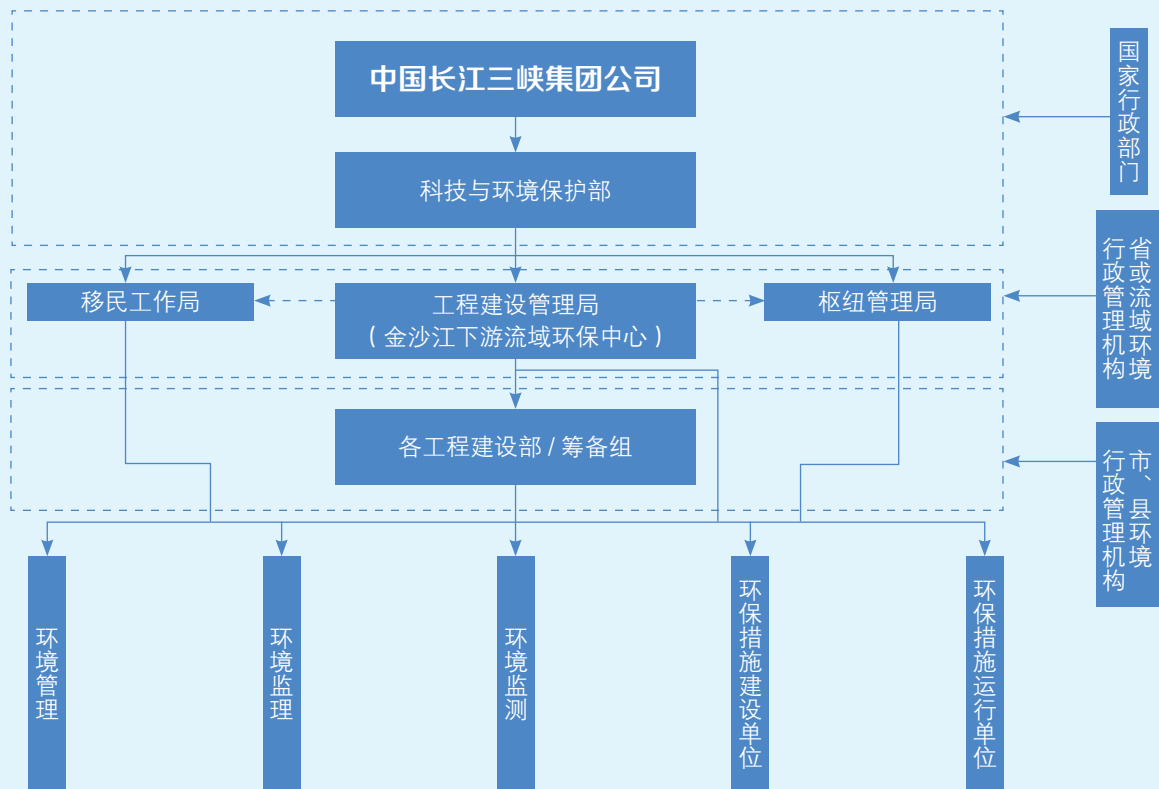 中国长江三峡集团公司
科技与环境保护部
移民工作局
工程建设管理局
(金沙江下游流域环保中心)
枢纽管理局
各工程建设部 / 筹备组
环境管理
环境监理
环境监测
环保措施建设单位
环保措施运行单位
国家行政部门
省或流域环境
行政管理机构
市、县环境
行政管理机构